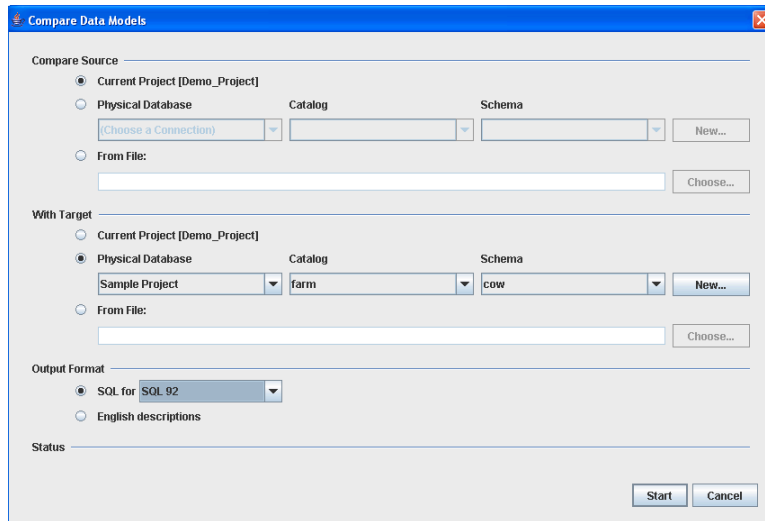 Compare Data Models
Compare Source
Current Project [Demo_Project]
Physical Database Catalog Schema
(Choose a Connection) New...
From File:
Choose...
With Target
Current Project [Demo_Project]
Physical Database Catalog Schema
Sample Project farm cow New...
From File:
Choose...
Output Format
SQL for SQL 92
English descriptions
Status
Start Cancel